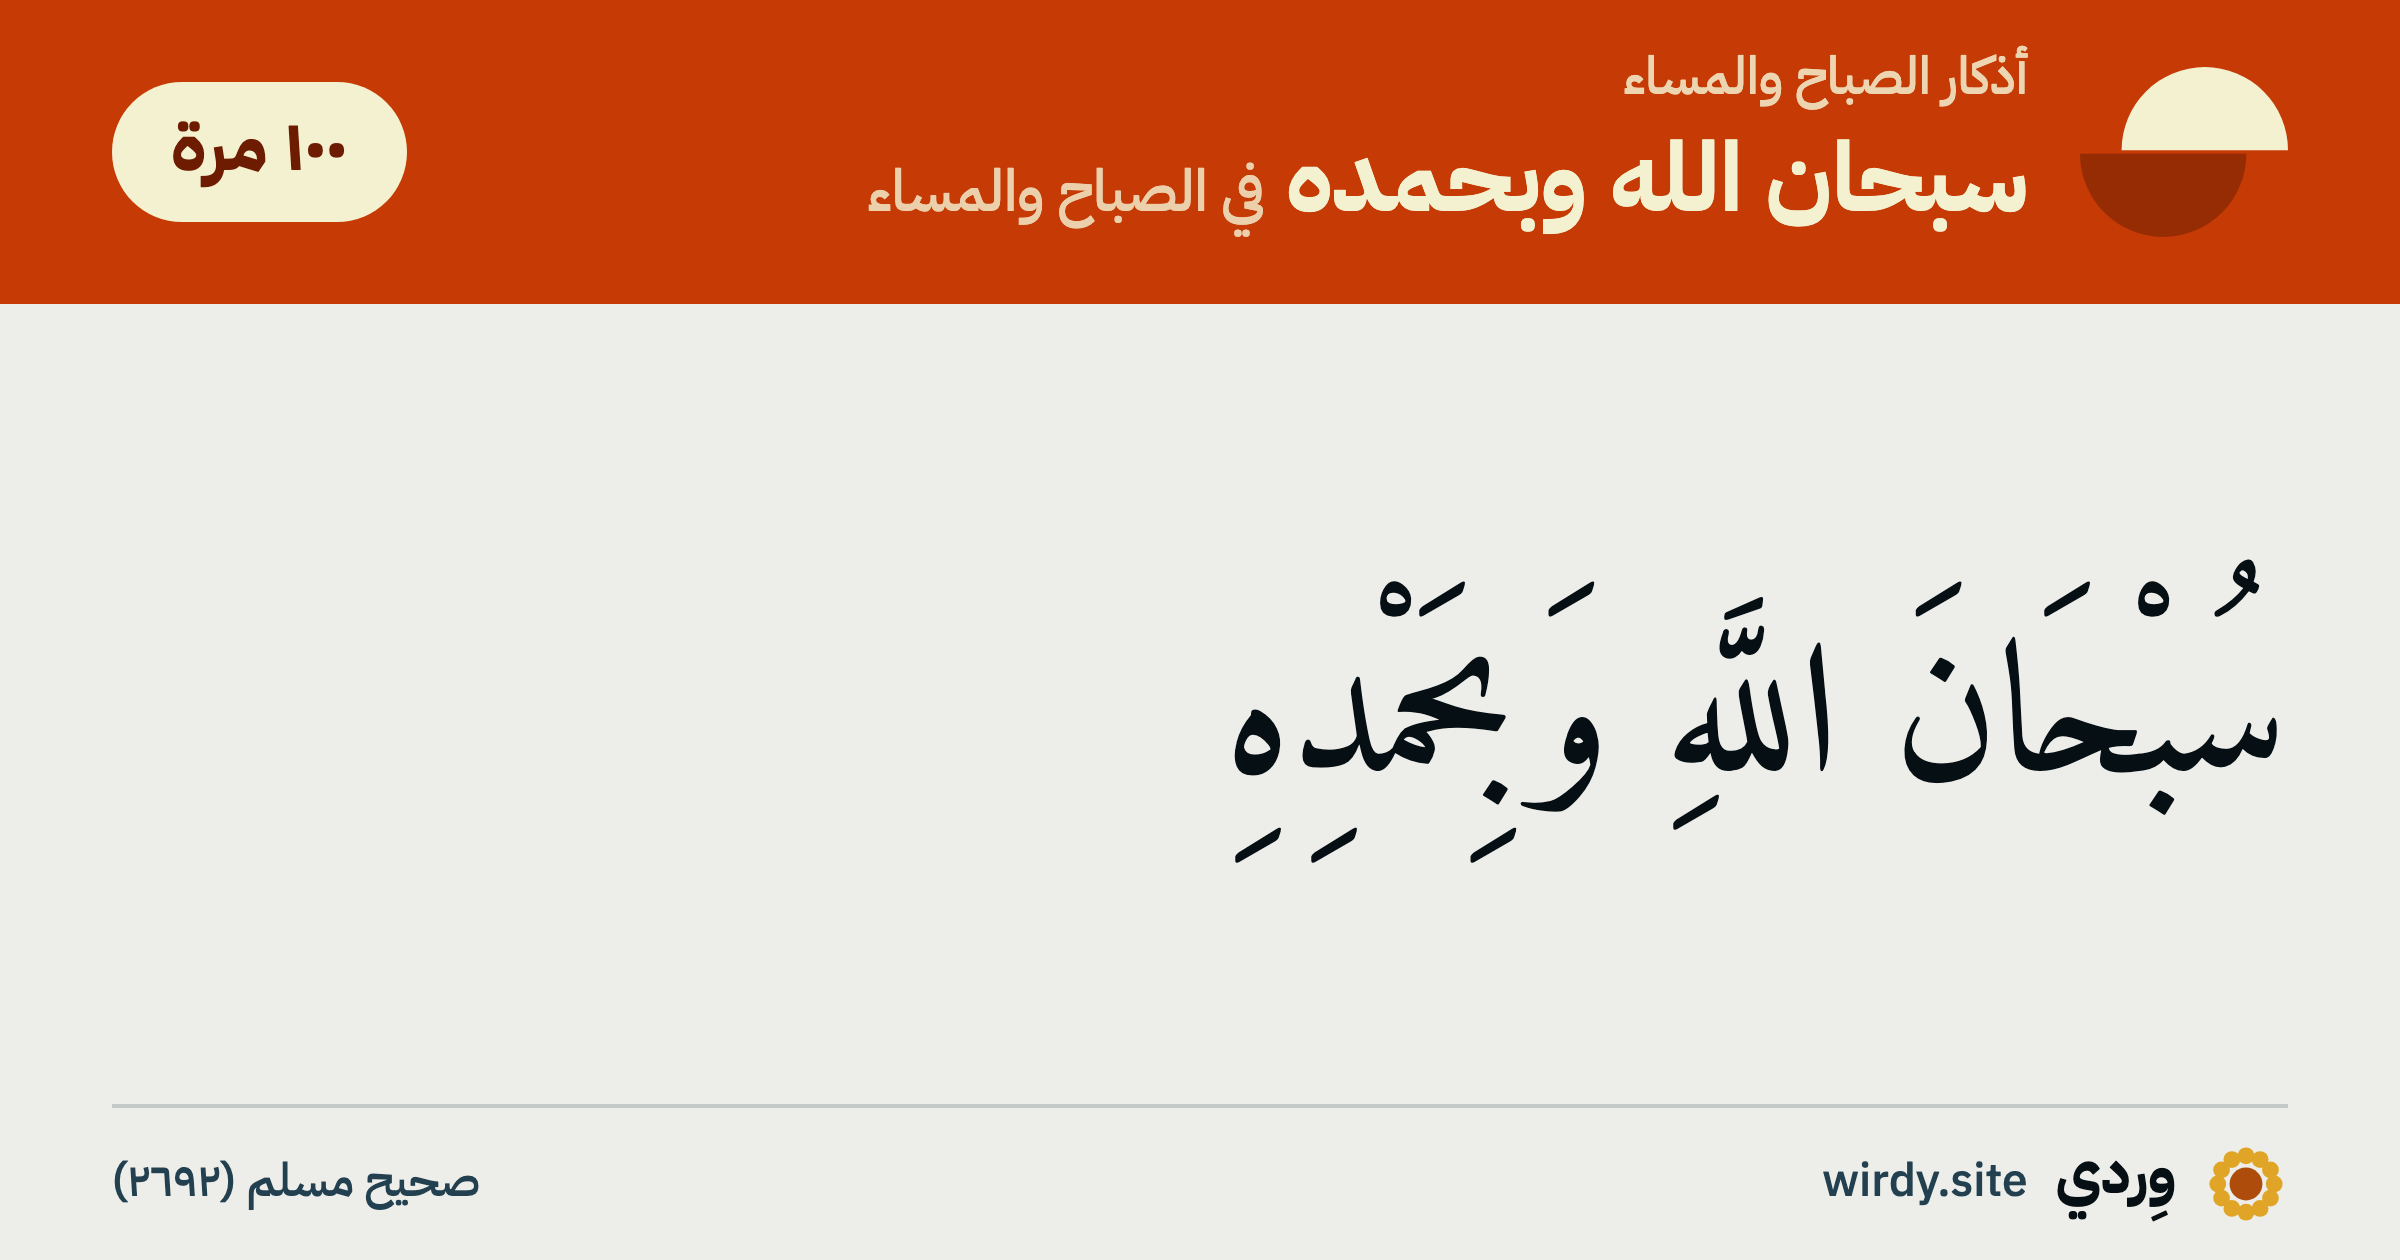 أذكار الصباح والمساء
سبحان الله وبحمده في الصباح والمساء
١٠٠ مرة
سُبْحَانَ اللَّهِ وَبِحَمْدِهِ
وِردي wirdy.site
صحيح مسلم (٢٦٩٢)